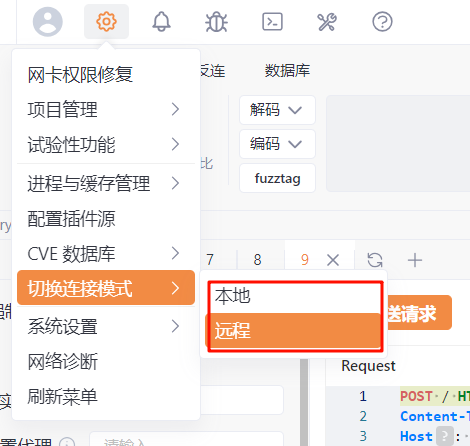 网卡权限修复
反连
数据库
项目管理
解码
试验性功能
比
编码
进程与缓存管理
fuzztag
配置插件源
ry
CVE 数据库
7 8 9
切换连接模式
本地
送请求
系统设置
远程
网络诊断
Request
刷新菜单
实
1 POST / HT
2 Content-T
置代理
请输入
3 Host ? :